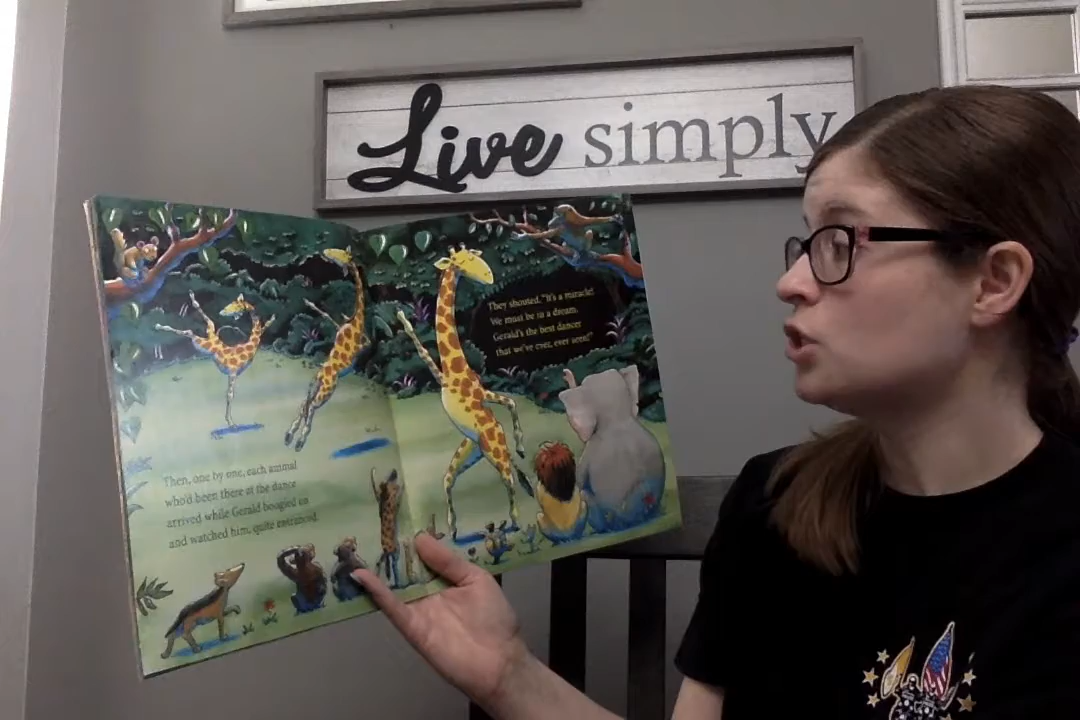 Live simply
They shouted, "It's a miracle!
We must be in a dream.
Gerald's the best dancer
that we've ever, ever seen!"
Then, one by one, each animal
who'd been there at the dance
arrived while Gerald boogied on
and watched him, quite entranced.